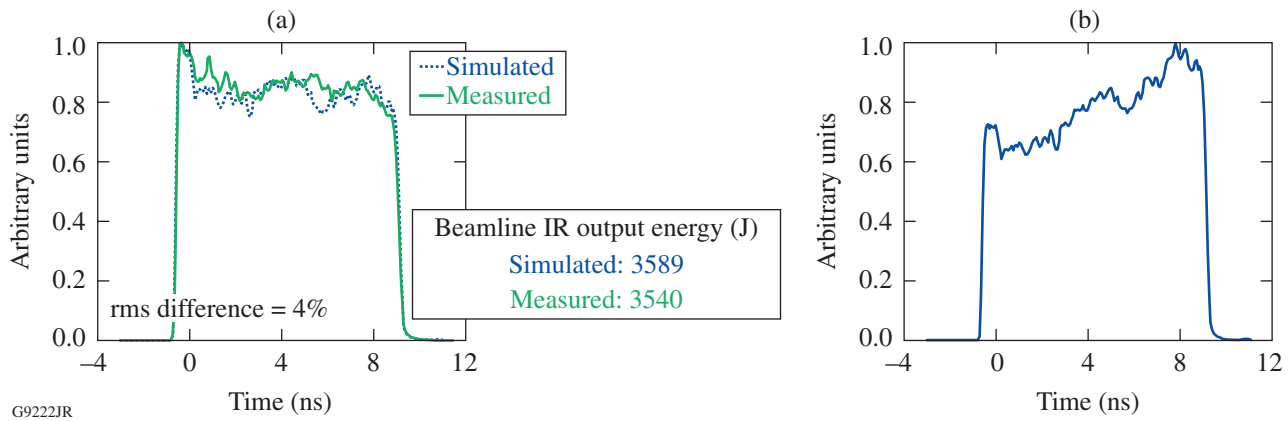 (a)
Arbitrary units
1.0
0.8
0.6
0.4
0.2
0.0
Simulated
Measured
rms difference = 4%
Beamline IR output energy (J)
Simulated: 3589
Measured: 3540
–4 0 4 8 12
Time (ns)
(b)
Arbitrary units
1.0
0.8
0.6
0.4
0.2
0.0
–4 0 4 8 12
Time (ns)
G9222JR